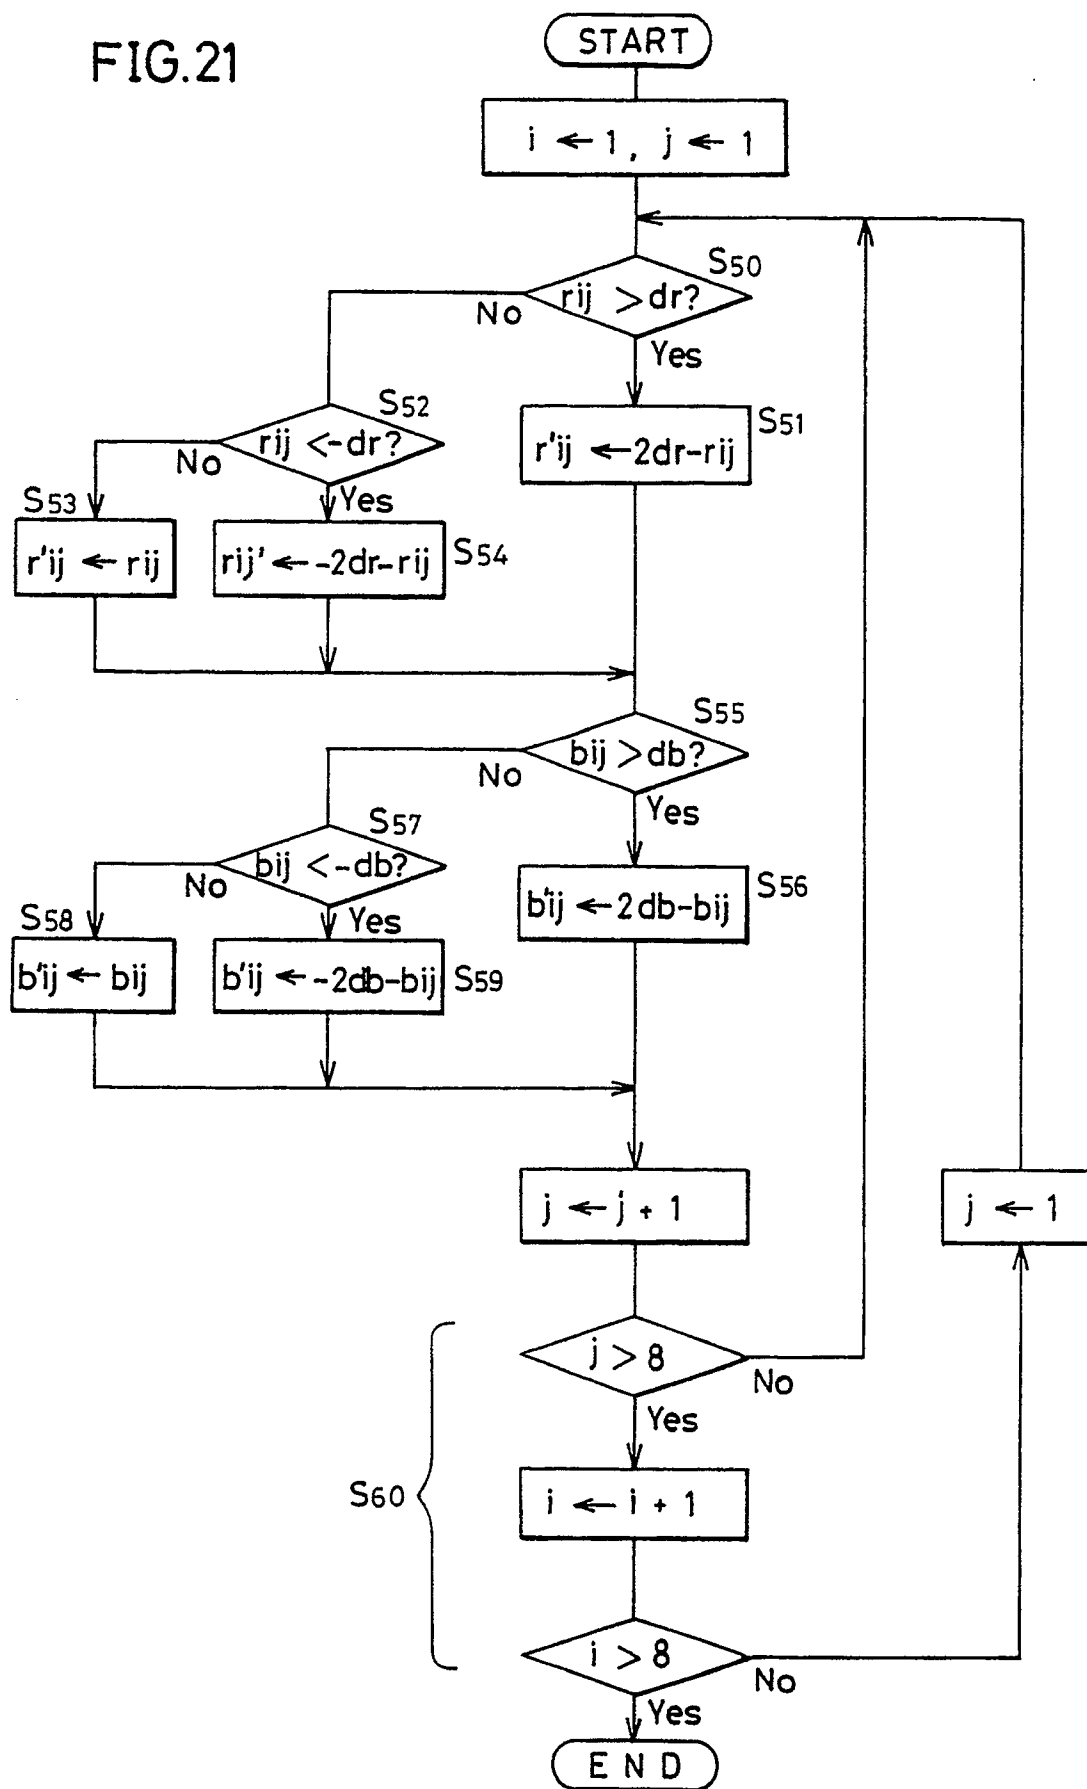 FIG.21
START
i ← 1, j ← 1
S50
rij > dr?
No
Yes
S52
rij <-dr?
No
Yes
S51
r'ij ← 2dr-rij
S53
r'ij ← rij
rij' ← -2dr-rij
S54
S55
bij > db?
No
Yes
S57
bij < -db?
No
Yes
S56
b'ij ← 2db-bij
S58
b'ij ← bij
b'ij ← -2db-bij
S59
j ← j + 1
j ← 1
j > 8
No
Yes
S60
i ← i + 1
i > 8
No
Yes
END